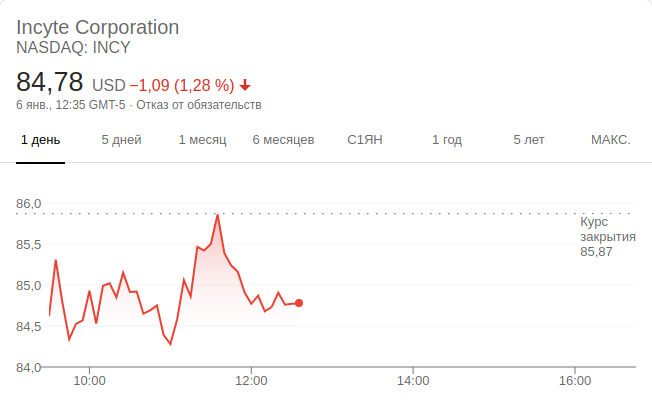 Incyte Corporation
NASDAQ: INCY
84,78 USD −1,09 (1,28 %)
6 янв., 12:35 GMT-5 · Отказ от обязательств
1 день 5 дней 1 месяц 6 месяцев С1ЯН 1 год 5 лет МАКС.
86,0
85,5
85,0
84,5
84,0
Курс
закрытия
85,87
10:00 12:00 14:00 16:00